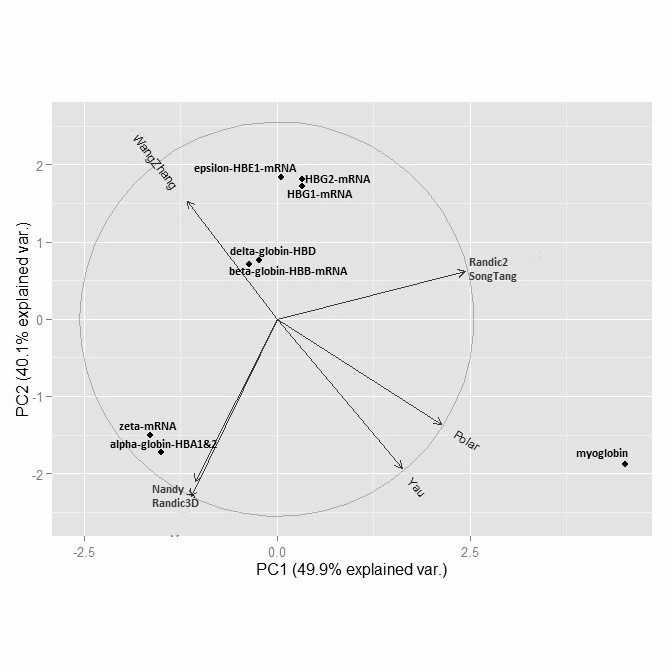 WangZhang
epsilon-HBE1-mRNA
HBG2-mRNA
HBG1-mRNA
delta-globin-HBD
beta-globin-HBB-mRNA
Randic2
SongTang
zeta-mRNA
alpha-globin-HBA1&2
Polar
myoglobin
Yau
Nandy
Randic3D
2
1
0
-1
-2
PC2 (40.1% explained var.)
-2.5 0.0 2.5
PC1 (49.9% explained var.)